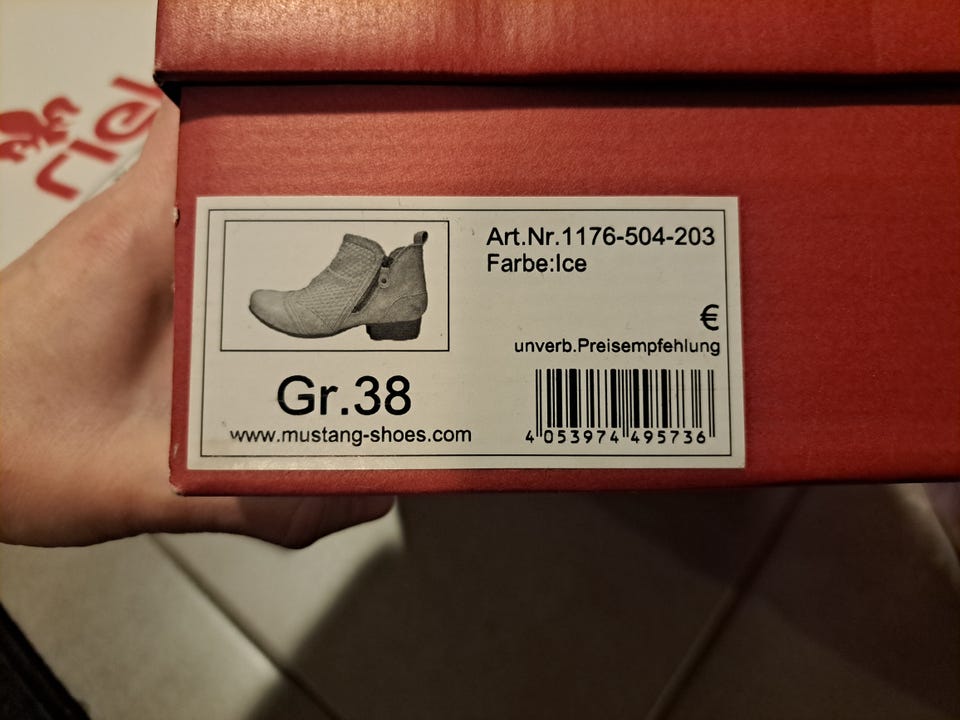 Art.Nr.1176-504-203
Farbe:Ice
€
unverb.Preisempfehlung
Gr.38
www.mustang-shoes.com
4 053974 495736